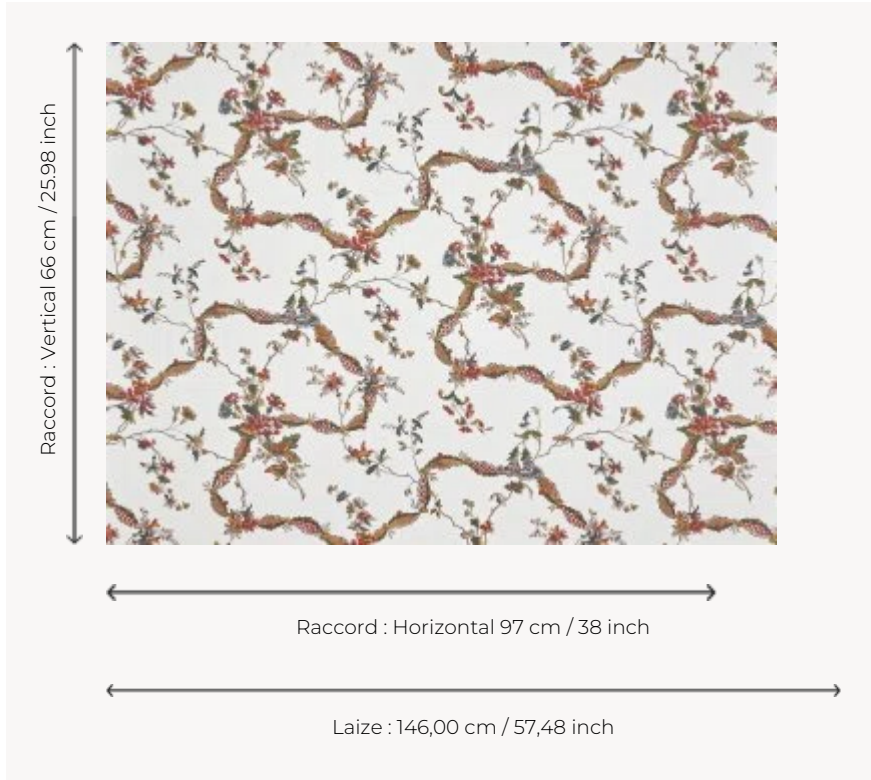 Raccord : Vertical 66 cm / 25.98 inch
Raccord : Horizontal 97 cm / 38 inch
Laize : 146,00 cm / 57,48 inch